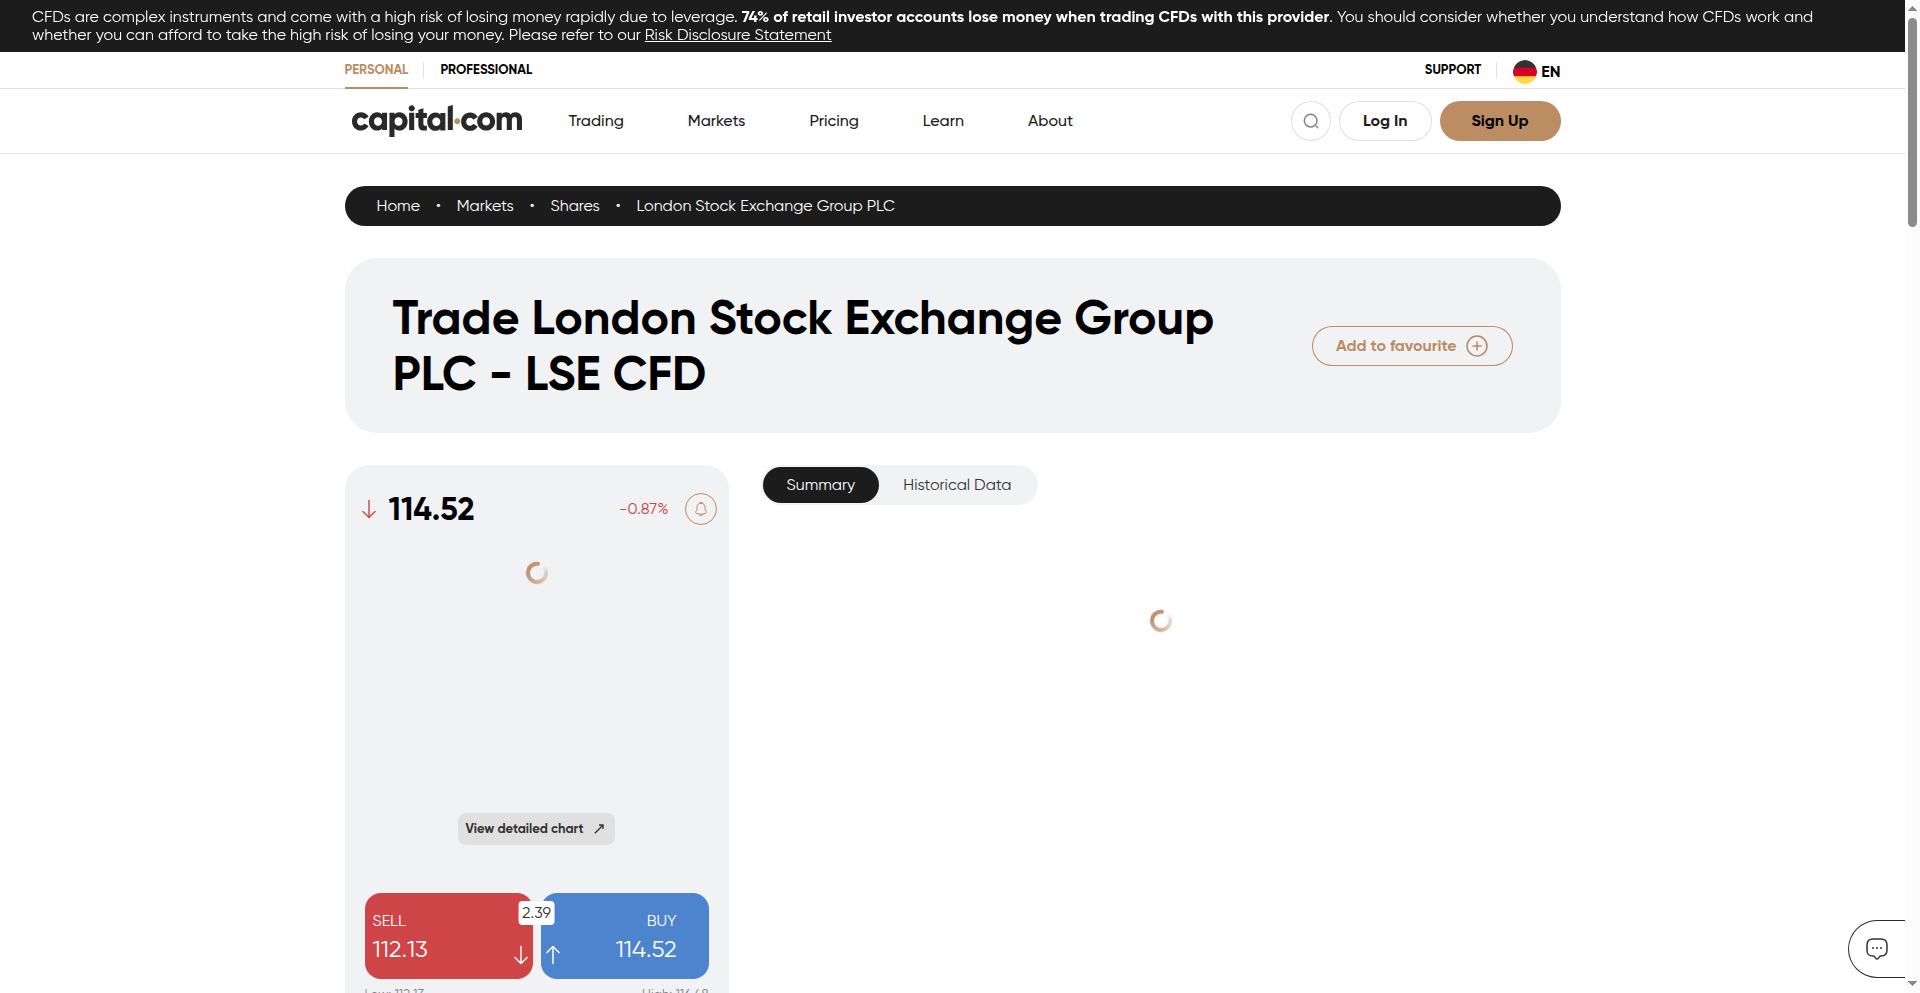 CFDs are complex instruments and come with a high risk of losing money rapidly due to leverage. 74% of retail investor accounts lose money when trading CFDs with this provider. You should consider whether you understand how CFDs work and
whether you can afford to take the high risk of losing your money. Please refer to our Risk Disclosure Statement
PERSONAL PROFESSIONAL SUPPORT EN
capital.com Trading Markets Pricing Learn About Log In Sign Up
Home • Markets • Shares • London Stock Exchange Group PLC
Trade London Stock Exchange Group
PLC - LSE CFD
Add to favourite
114.52 -0.87%
Summary Historical Data
View detailed chart
SELL 2.39 BUY
112.13 114.52
Low: 112.13 High: 114.48